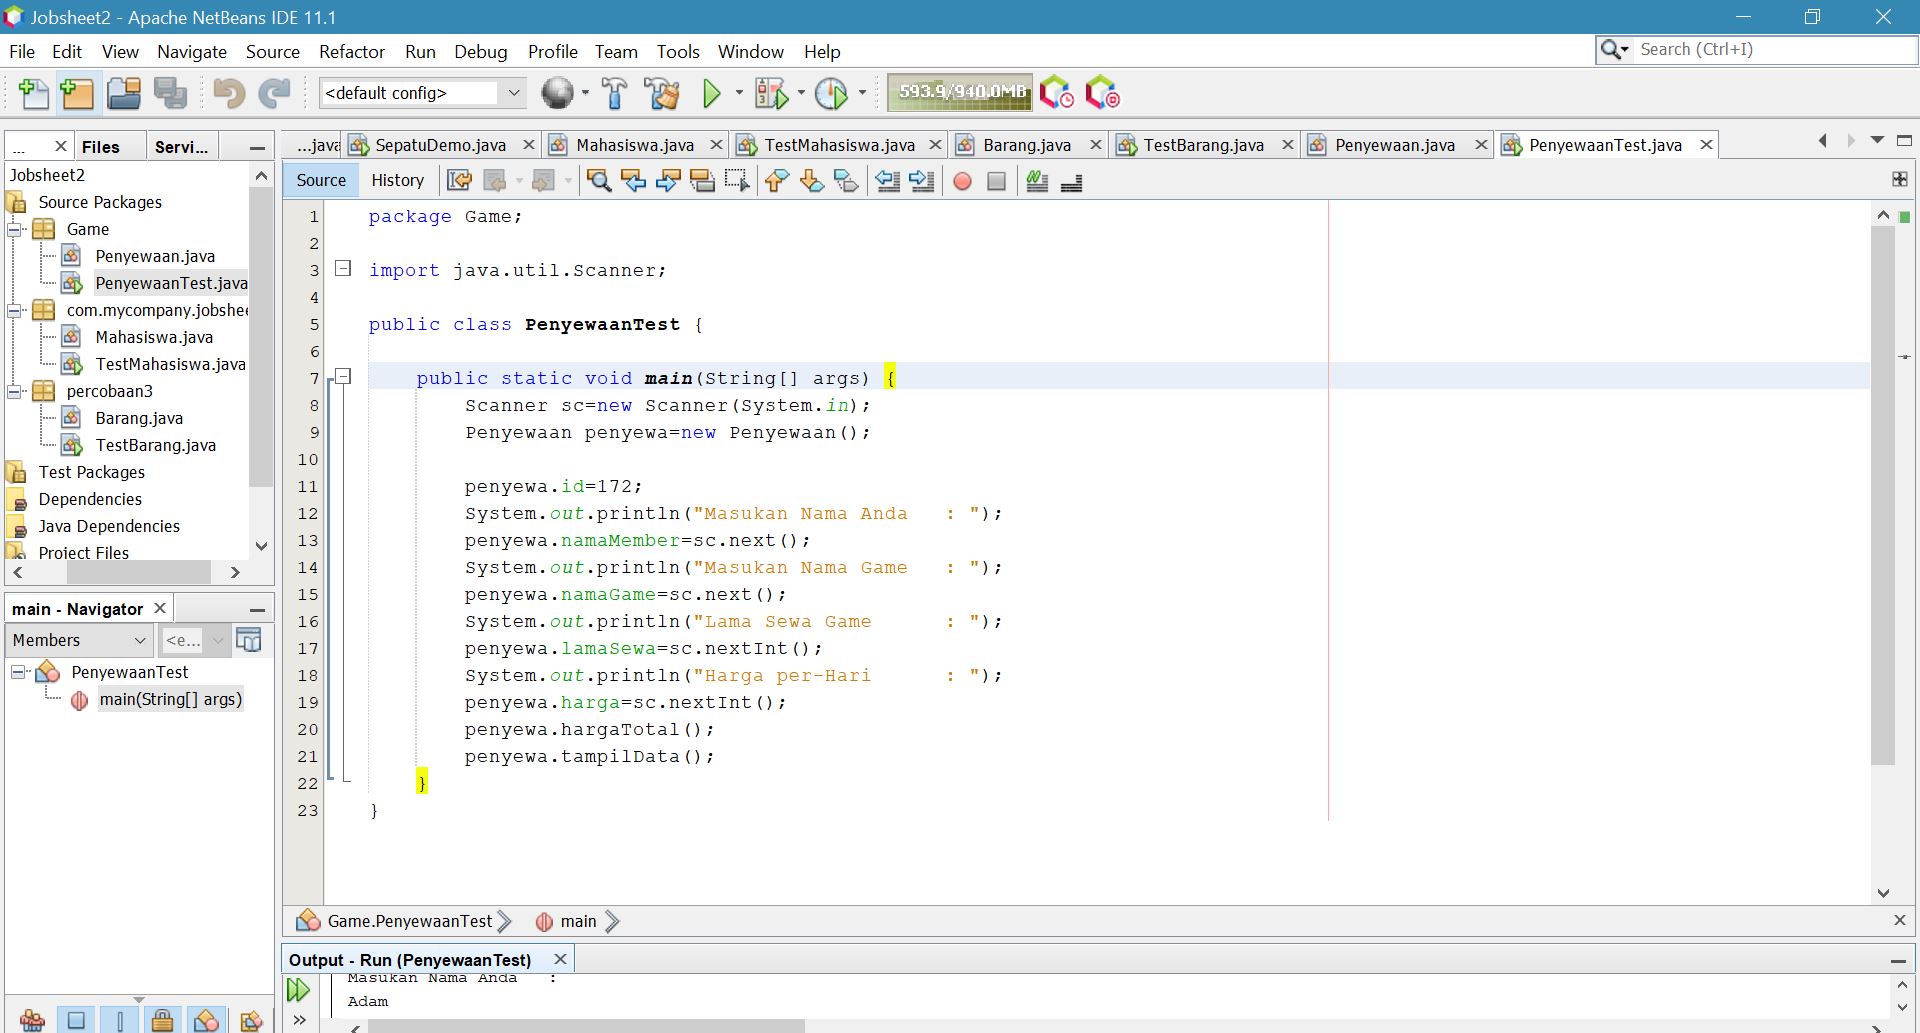 Jobsheet2 - Apache NetBeans IDE 11.1
File Edit View Navigate Source Refactor Run Debug Profile Team Tools Window Help
Search (Ctrl+I)
<default config>
593.9/940.0MB
... Files Servi...
...java SepatuDemo.java Mahasiswa.java TestMahasiswa.java Barang.java TestBarang.java Penyewaan.java PenyewaanTest.java
Source History
Jobsheet2
Source Packages
Game
Penyewaan.java
PenyewaanTest.java
com.mycompany.jobshee
Mahasiswa.java
TestMahasiswa.java
percobaan3
Barang.java
TestBarang.java
Test Packages
Dependencies
Java Dependencies
Project Files
main - Navigator
Members <e...
PenyewaanTest
main(String[] args)
1 package Game;
2
3 import java.util.Scanner;
4
5 public class PenyewaanTest {
6
7 public static void main(String[] args) {
8 Scanner sc=new Scanner(System.in);
9 Penyewaan penyewa=new Penyewaan();
10
11 penyewa.id=172;
12 System.out.println("Masukan Nama Anda   : ");
13 penyewa.namaMember=sc.next();
14 System.out.println("Masukan Nama Game   : ");
15 penyewa.namaGame=sc.next();
16 System.out.println("Lama Sewa Game      : ");
17 penyewa.lamaSewa=sc.nextInt();
18 System.out.println("Harga per-Hari      : ");
19 penyewa.harga=sc.nextInt();
20 penyewa.hargaTotal();
21 penyewa.tampilData();
22 }
23 }
Game.PenyewaanTest main
Output - Run (PenyewaanTest)
Masukan Nama Anda   :
Adam